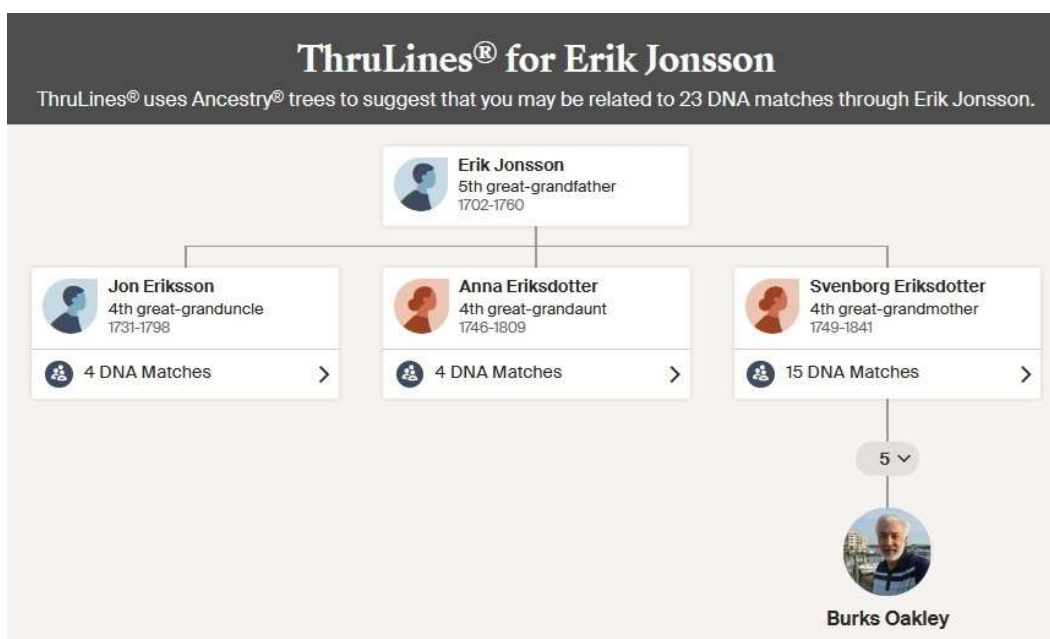 ThruLines® for Erik Jonsson
ThruLines® uses Ancestry® trees to suggest that you may be related to 23 DNA matches through Erik Jonsson.
Erik Jonsson
5th great-grandfather
1702-1760
Jon Eriksson
4th great-granduncle
1731-1798
4 DNA Matches
Anna Eriksdotter
4th great-grandaunt
1746-1809
4 DNA Matches
Svenborg Eriksdotter
4th great-grandmother
1749-1841
15 DNA Matches
5
Burks Oakley